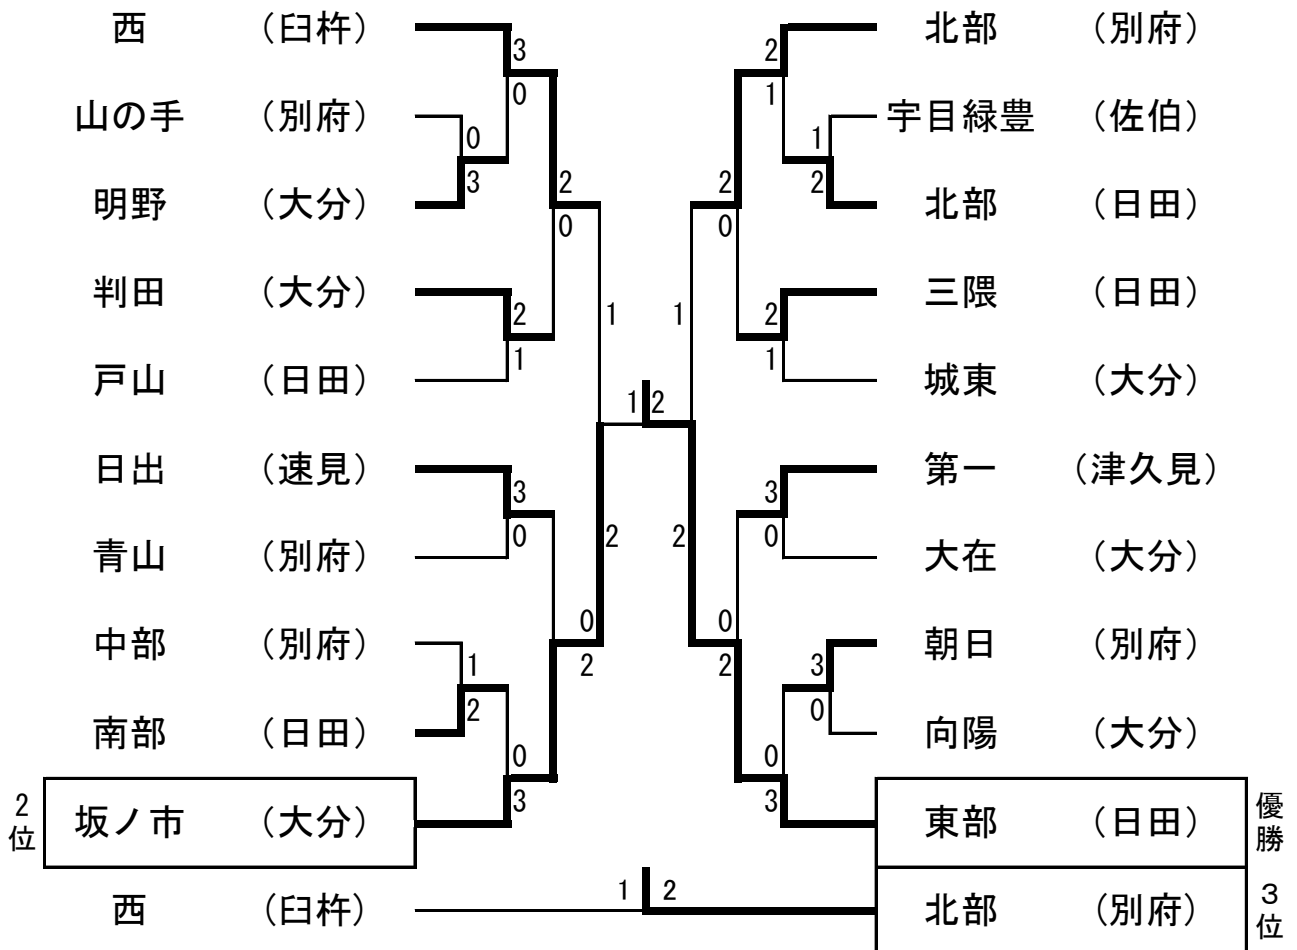 西 （臼杵） 3 2 北部 （別府）
0 1
山の手 （別府） 0 1 宇目緑豊 （佐伯）
3 2 2 2
明野 （大分） 0 0 北部 （日田）
判田 （大分） 2 1 1 2 三隈 （日田）
1 1
戸山 （日田） 1 2 城東 （大分）
日出 （速見） 3 3 第一 （津久見）
0 2 2 0
青山 （別府） 大在 （大分）
0 0
中部 （別府） 1 2 2 3 朝日 （別府）
2 0
南部 （日田） 0 0 向陽 （大分）
2位 坂ノ市 （大分） 3 3 東部 （日田） 優勝
西 （臼杵） 1 2 北部 （別府） 3位